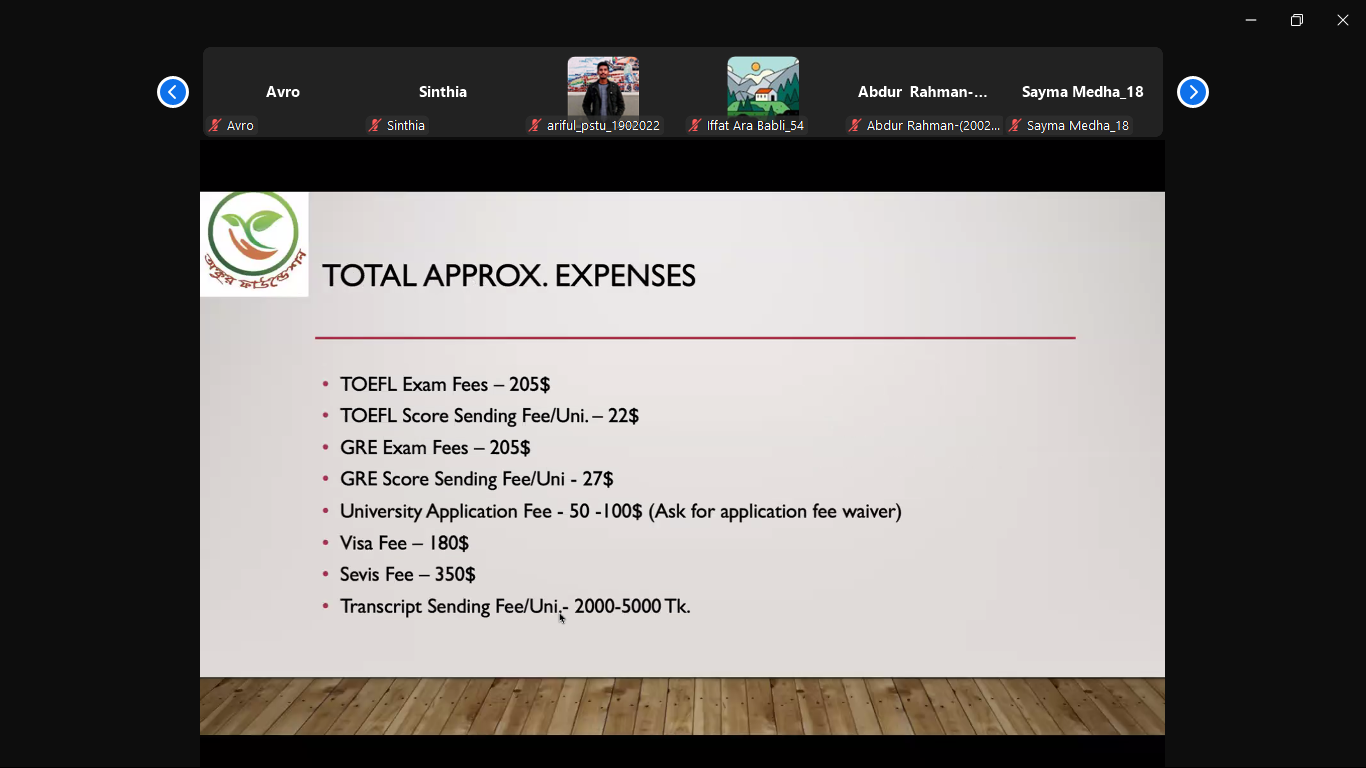 Avro
Sinthia
Abdur Rahman-...
Sayma Medha_18
Avro
Sinthia
ariful_pstu_1902022
Iffat Ara Babli_54
Abdur Rahman-(2002...
Sayma Medha_18
অঙ্কুর ফাউন্ডেশন
TOTAL APPROX. EXPENSES
• TOEFL Exam Fees – 205$
• TOEFL Score Sending Fee/Uni. – 22$
• GRE Exam Fees – 205$
• GRE Score Sending Fee/Uni - 27$
• University Application Fee - 50 -100$ (Ask for application fee waiver)
• Visa Fee – 180$
• Sevis Fee – 350$
• Transcript Sending Fee/Uni.- 2000-5000 Tk.